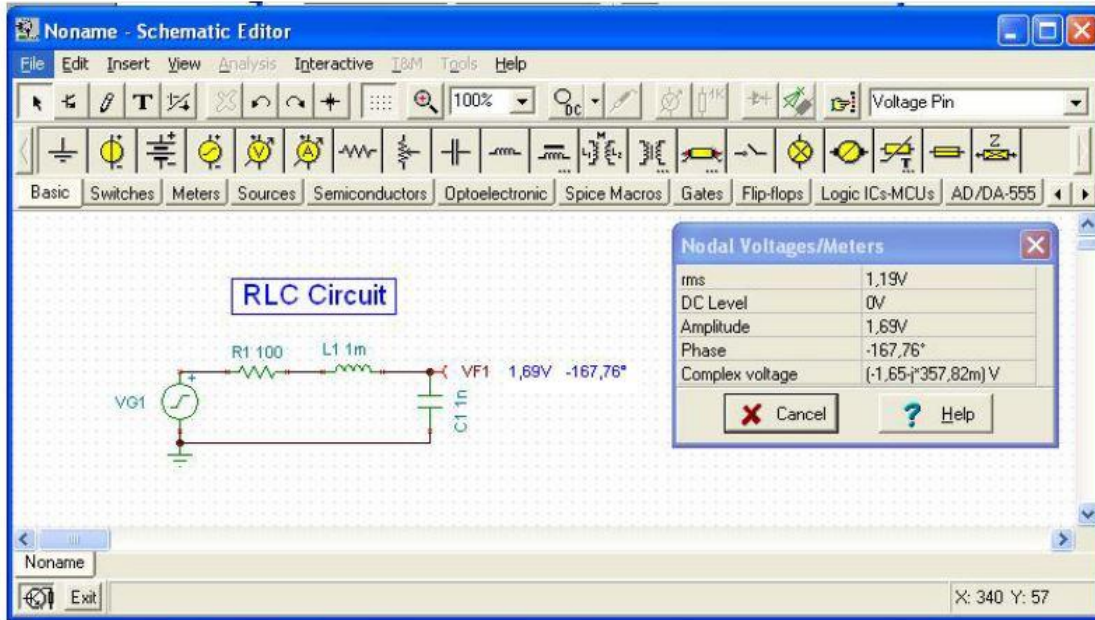 Noname - Schematic Editor
File Edit Insert View Analysis Interactive T&M Tools Help
T 100% DC 1K Voltage Pin
M Z
Basic Switches Meters Sources Semiconductors Optoelectronic Spice Macros Gates Flip-flops Logic ICs-MCUs AD/DA-555
RLC Circuit
R1 100 L1 1m
VF1 1,69V -167,76°
VG1
C1 1n
Nodal Voltages/Meters
rms 1,19V
DC Level 0V
Amplitude 1,69V
Phase -167,76°
Complex voltage (-1,65-j*357,82m) V
Cancel Help
Noname
Exit X: 340 Y: 57